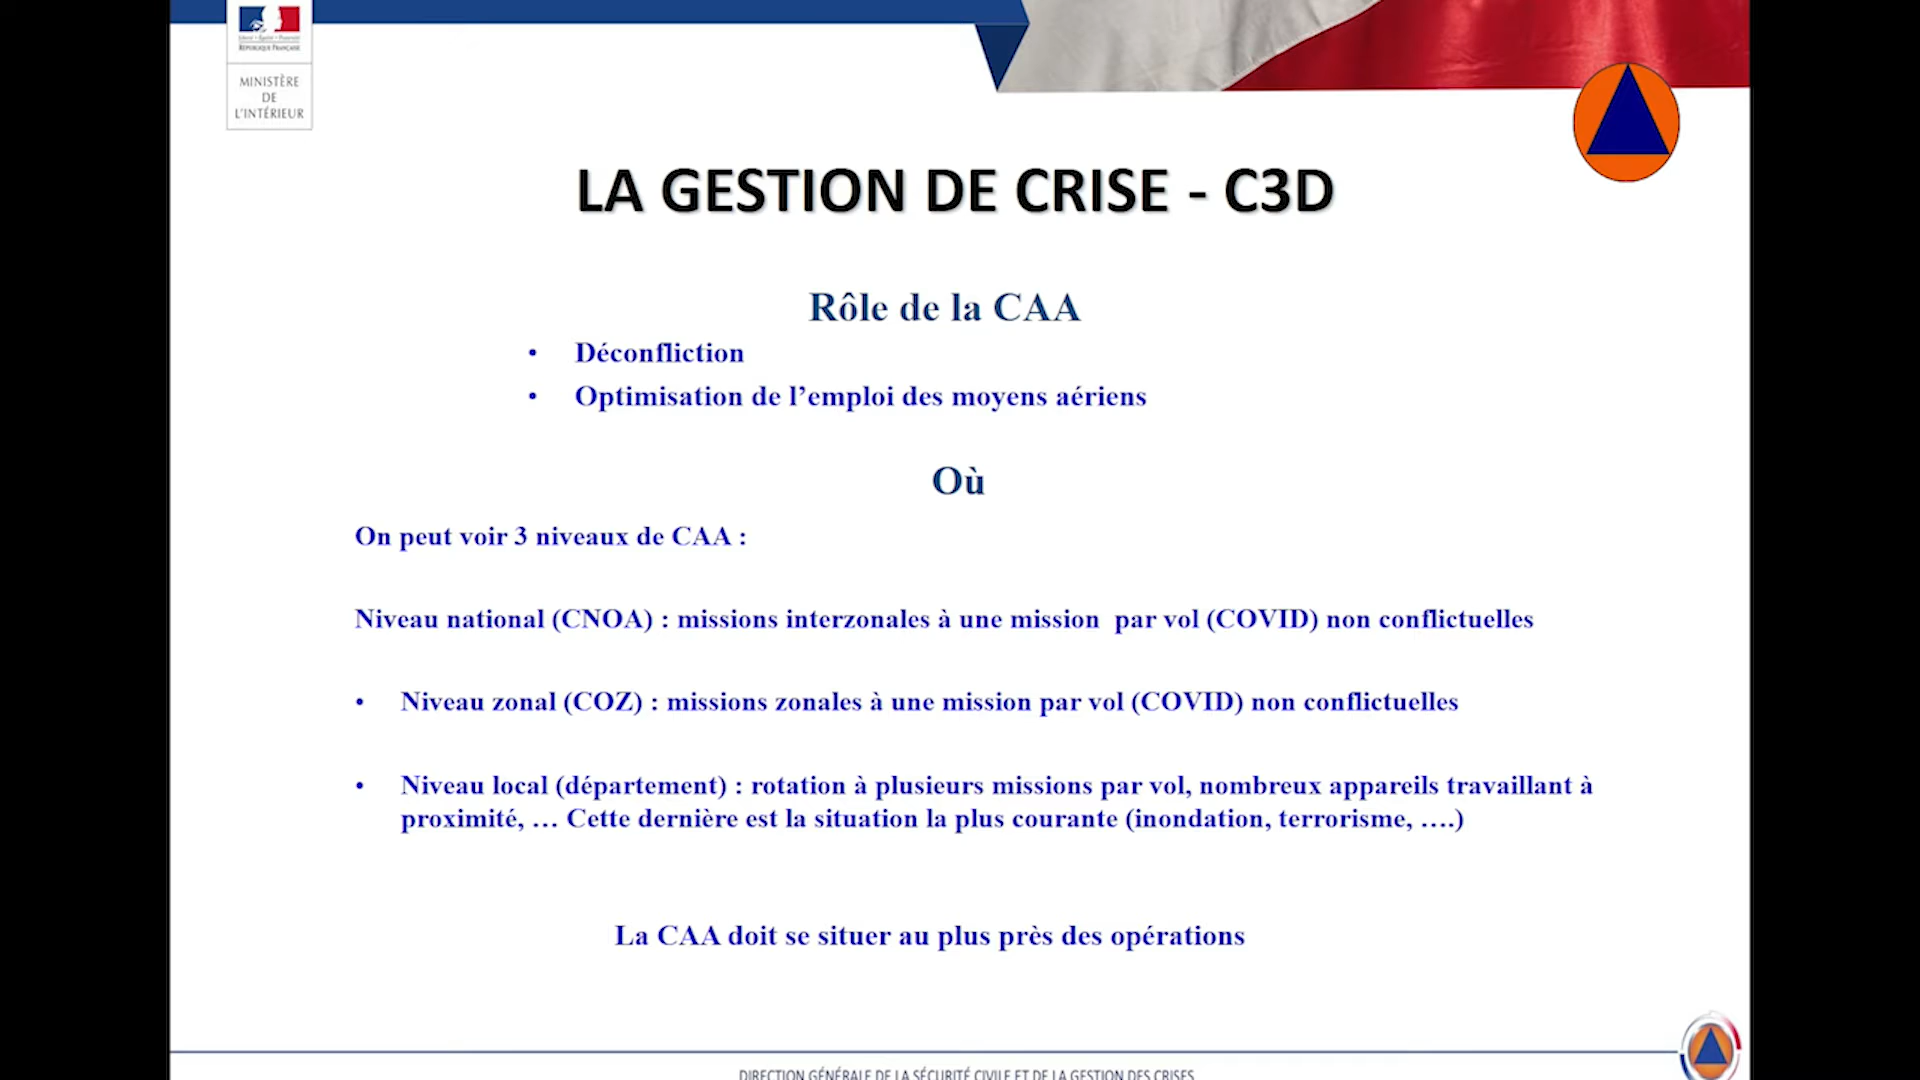 RÉPUBLIQUE FRANÇAISE
MINISTÈRE
DE
L'INTÉRIEUR
LA GESTION DE CRISE - C3D
Rôle de la CAA
• Déconfliction
• Optimisation de l’emploi des moyens aériens
Où
On peut voir 3 niveaux de CAA :
Niveau national (CNOA) : missions interzonales à une mission par vol (COVID) non conflictuelles
• Niveau zonal (COZ) : missions zonales à une mission par vol (COVID) non conflictuelles
• Niveau local (département) : rotation à plusieurs missions par vol, nombreux appareils travaillant à
proximité, … Cette dernière est la situation la plus courante (inondation, terrorisme, ….)
La CAA doit se situer au plus près des opérations
DIRECTION GÉNÉRALE DE LA SÉCURITÉ CIVILE ET DE LA GESTION DES CRISES